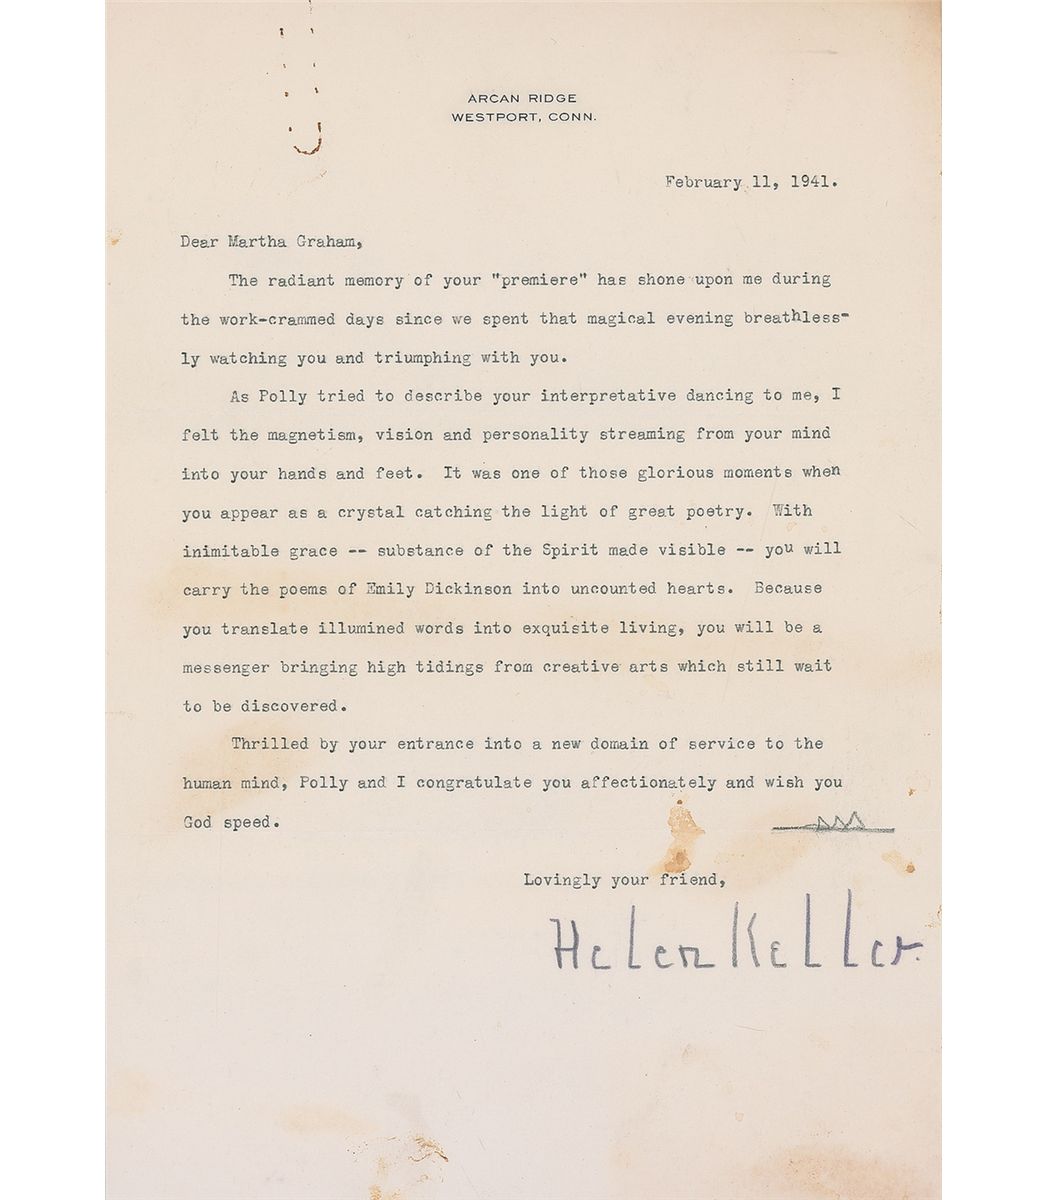 ARCAN RIDGE
WESTPORT, CONN.
February 11, 1941.
Dear Martha Graham,
The radiant memory of your "premiere" has shone upon me during
the work-crammed days since we spent that magical evening breathless-
ly watching you and triumphing with you.
As Polly tried to describe your interpretative dancing to me, I
felt the magnetism, vision and personality streaming from your mind
into your hands and feet. It was one of those glorious moments when
you appear as a crystal catching the light of great poetry. With
inimitable grace -- substance of the Spirit made visible -- you will
carry the poems of Emily Dickinson into uncounted hearts. Because
you translate illumined words into exquisite living, you will be a
messenger bringing high tidings from creative arts which still wait
to be discovered.
Thrilled by your entrance into a new domain of service to the
human mind, Polly and I congratulate you affectionately and wish you
God speed.
Lovingly your friend,
Helen Keller.